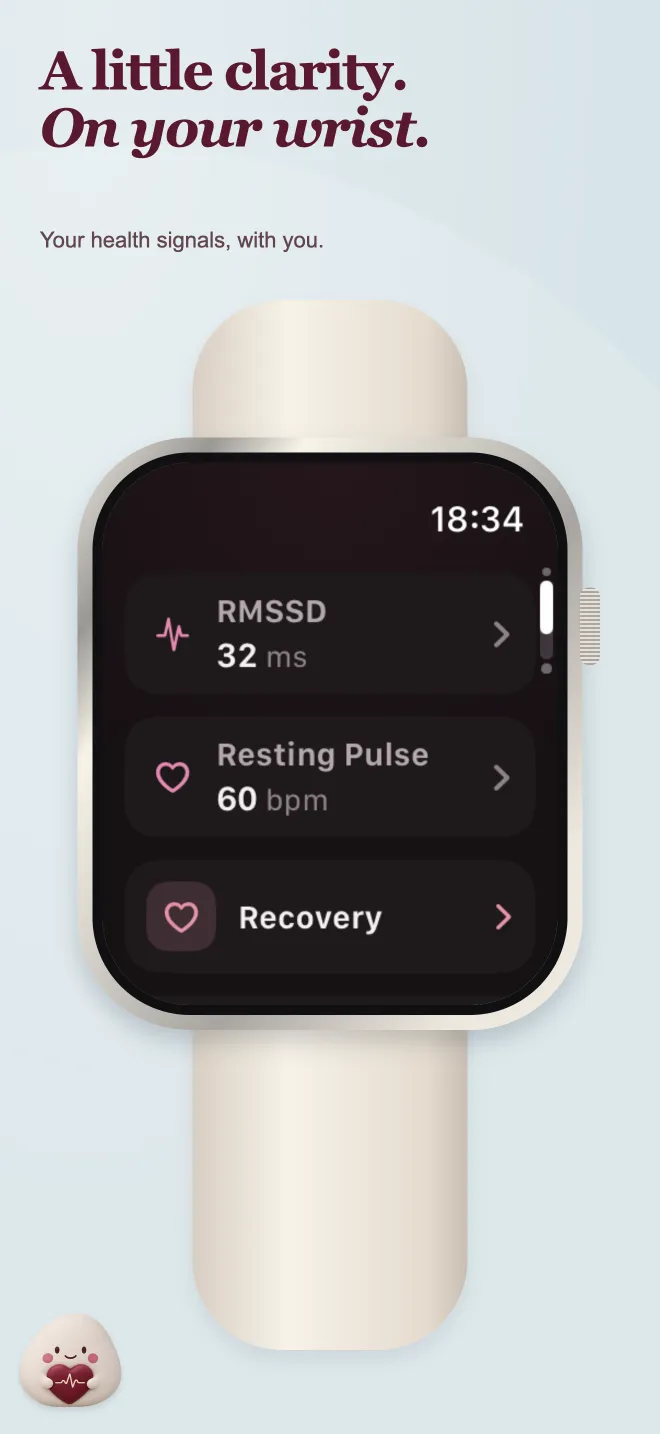 A little clarity.
On your wrist.
Your health signals, with you.
18:34
RMSSD
32 ms
Resting Pulse
60 bpm
Recovery